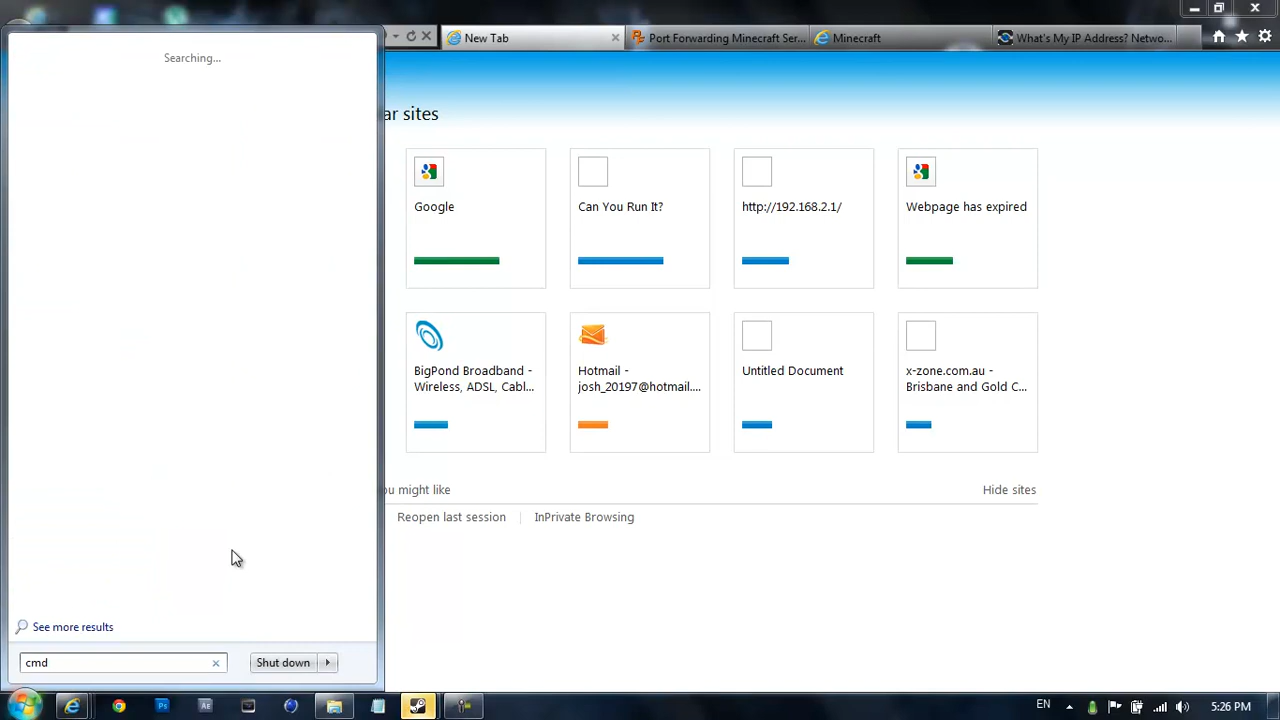 New Tab
Port Forwarding Minecraft Ser...
Minecraft
What's My IP Address? Netwo...
Searching...
ar sites
Google
Can You Run It?
http://192.168.2.1/
Webpage has expired
BigPond Broadband -
Wireless, ADSL, Cabl...
Hotmail -
josh_20197@hotmail....
Untitled Document
x-zone.com.au -
Brisbane and Gold C...
ou might like
Hide sites
Reopen last session
InPrivate Browsing
See more results
cmd
Shut down
Ps
Ae
EN
5:26 PM